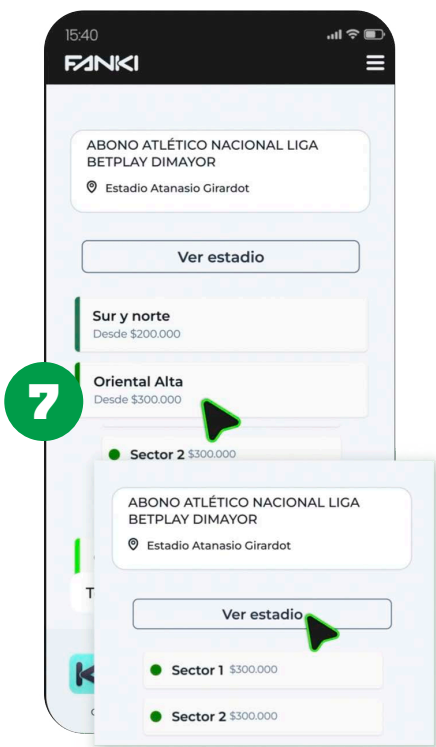 15:40
FANKI
ABONO ATLÉTICO NACIONAL LIGA
BETPLAY DIMAYOR
Estadio Atanasio Girardot
Ver estadio
Sur y norte
Desde $200.000
7
Oriental Alta
Desde $300.000
Sector 2 $300.000
ABONO ATLÉTICO NACIONAL LIGA
BETPLAY DIMAYOR
Estadio Atanasio Girardot
Ver estadio
Sector 1 $300.000
Sector 2 $300.000